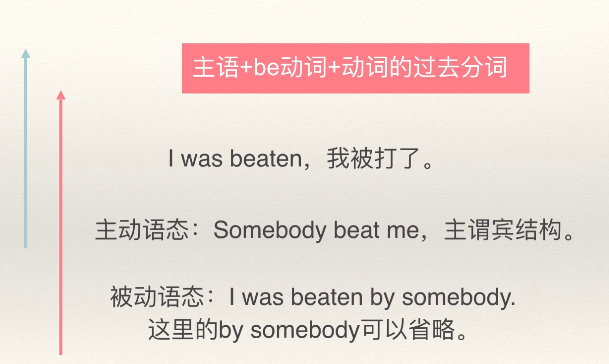 主语+be动词+动词的过去分词
I was beaten，我被打了。
主动语态：Somebody beat me，主谓宾结构。
被动语态：I was beaten by somebody.
这里的by somebody可以省略。